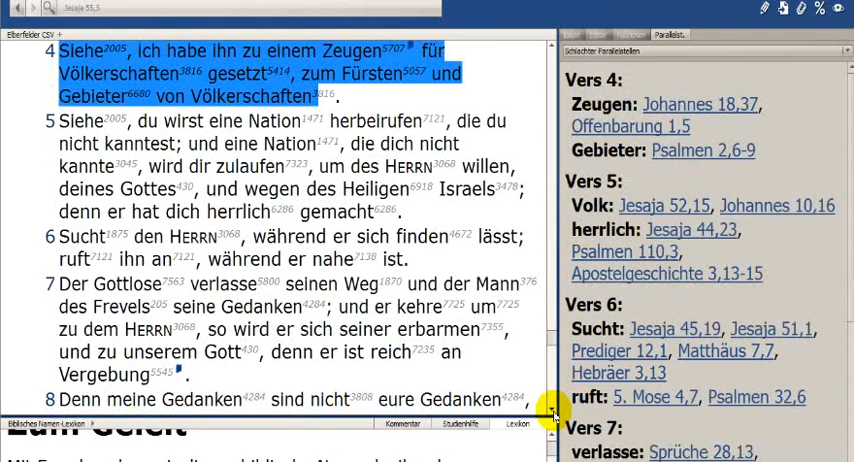 Jesaja 55,5
Elberfelder CSV +
Parallelst.
Schlachter Parallelstellen
4 Siehe2005, ich habe ihn zu einem Zeugen5707 für
Völkerschaften3816 gesetzt5414, zum Fürsten5057 und
Gebieter6680 von Völkerschaften3816.
5 Siehe2005, du wirst eine Nation1471 herbeirufen7121, die du
nicht kanntest; und eine Nation1471, die dich nicht
kannte3045, wird dir zulaufen7323, um des HERRN3068 willen,
deines Gottes430, und wegen des Heiligen6918 Israels3478;
denn er hat dich herrlich6286 gemacht6286.
6 Sucht1875 den HERRN3068, während er sich finden4672 lässt;
ruft7121 ihn an7121, während er nahe7138 ist.
7 Der Gottlose7563 verlasse5800 seinen Weg1870 und der Mann376
des Frevels205 seine Gedanken4284; und er kehre7725 um7725
zu dem HERRN3068, so wird er sich seiner erbarmen7355,
und zu unserem Gott430, denn er ist reich7235 an
Vergebung5545.
8 Denn meine Gedanken4284 sind nicht3808 eure Gedanken4284,
Vers 4:
Zeugen: Johannes 18,37,
Offenbarung 1,5
Gebieter: Psalmen 2,6-9
Vers 5:
Volk: Jesaja 52,15, Johannes 10,16
herrlich: Jesaja 44,23,
Psalmen 110,3,
Apostelgeschichte 3,13-15
Vers 6:
Sucht: Jesaja 45,19, Jesaja 51,1,
Prediger 12,1, Matthäus 7,7,
Hebräer 3,13
ruft: 5. Mose 4,7, Psalmen 32,6
Vers 7:
verlasse: Sprüche 28,13,
Biblisches Namen-Lexikon
Kommentar
Studienhilfe
Lexikon
Zum Geleit